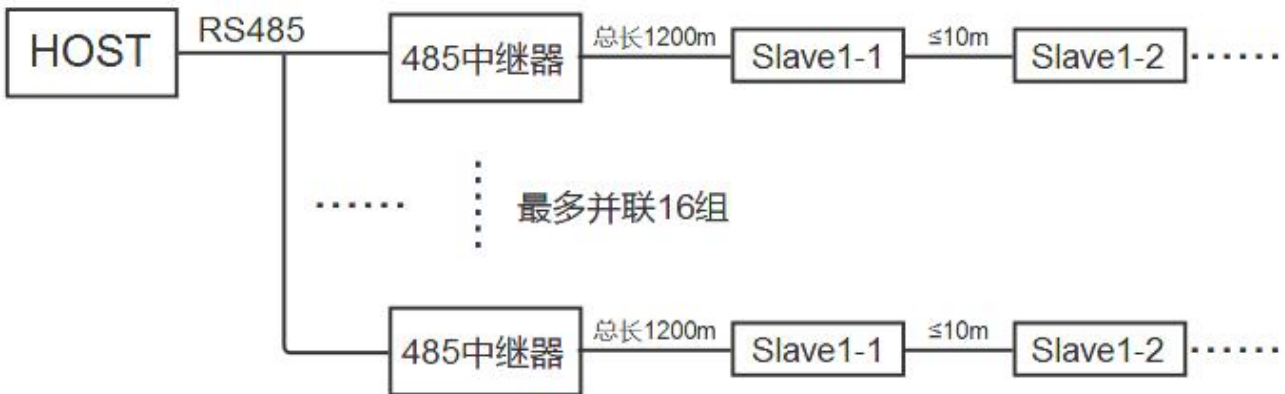 HOST
RS485
485中继器
总长1200m
Slave1-1
≤10m
Slave1-2
······
······
最多并联16组
485中继器
总长1200m
Slave1-1
≤10m
Slave1-2
······